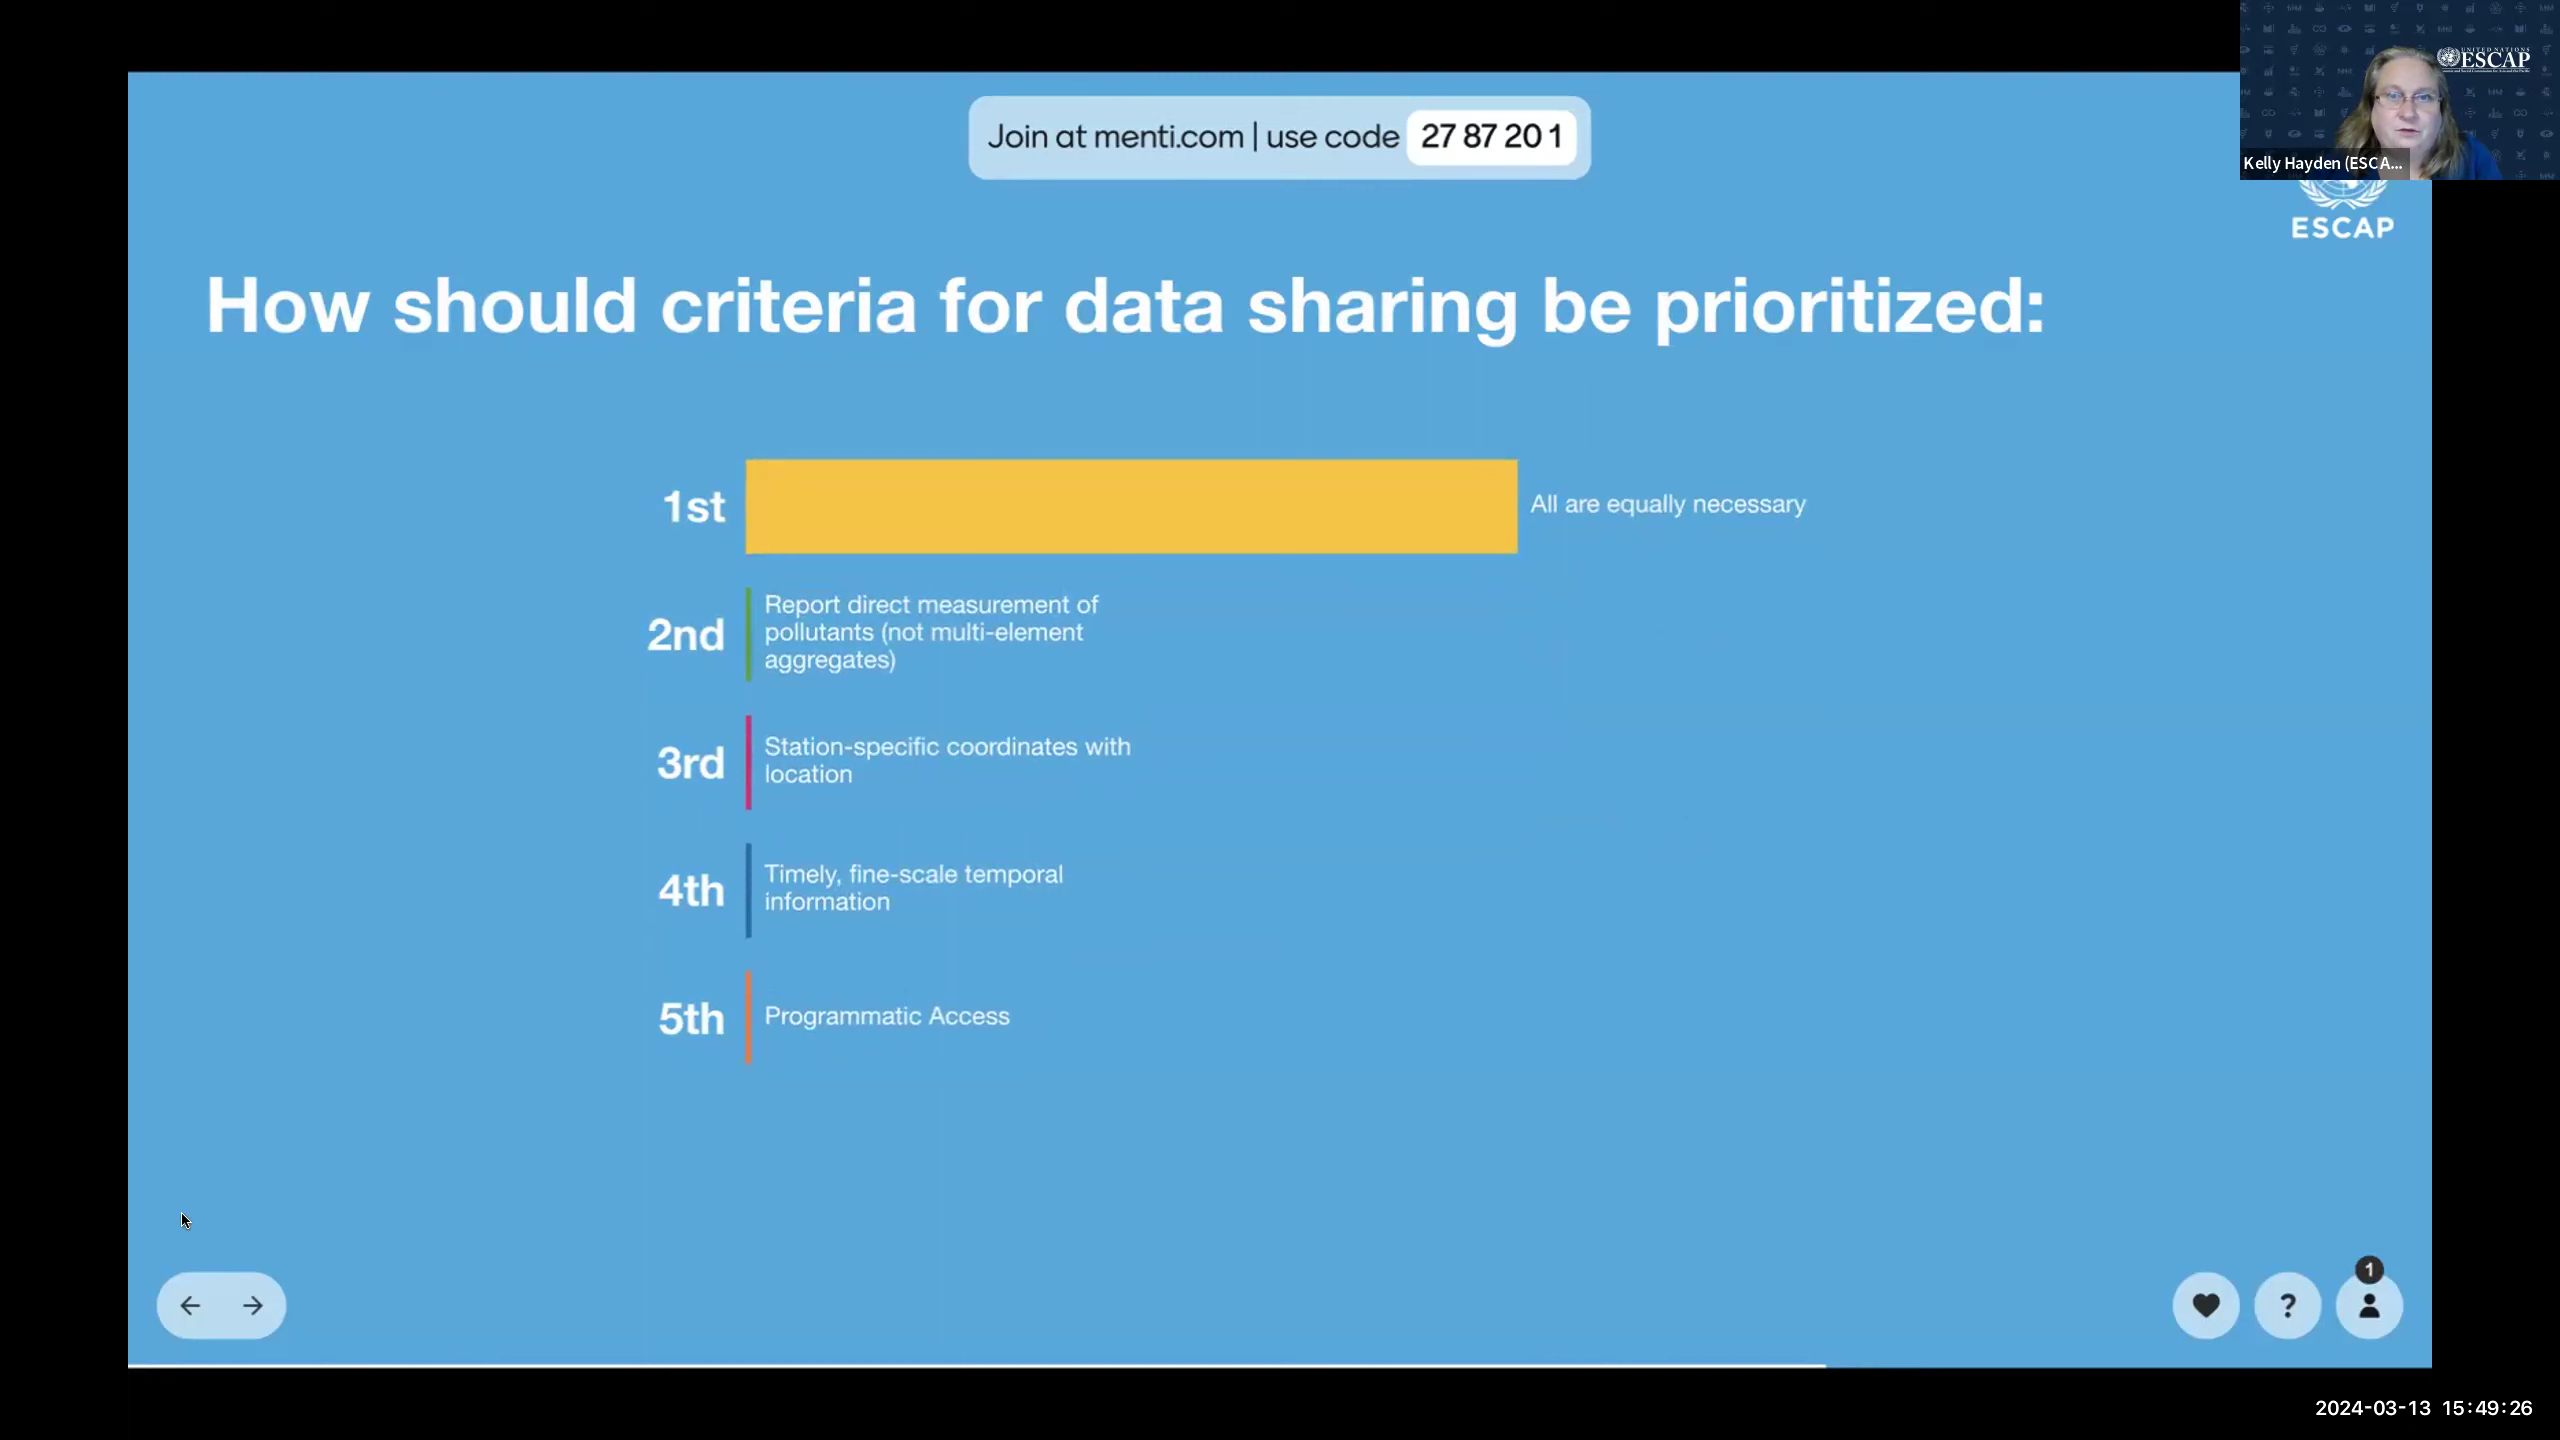 Join at menti.com | use code 27 87 20 1
UNITED NATIONS
ESCAP
Kelly Hayden (ESCA...
ESCAP
How should criteria for data sharing be prioritized:
1st
All are equally necessary
2nd
Report direct measurement of
pollutants (not multi-element
aggregates)
3rd
Station-specific coordinates with
location
4th
Timely, fine-scale temporal
information
5th
Programmatic Access
1
?
2024-03-13 15:49:26